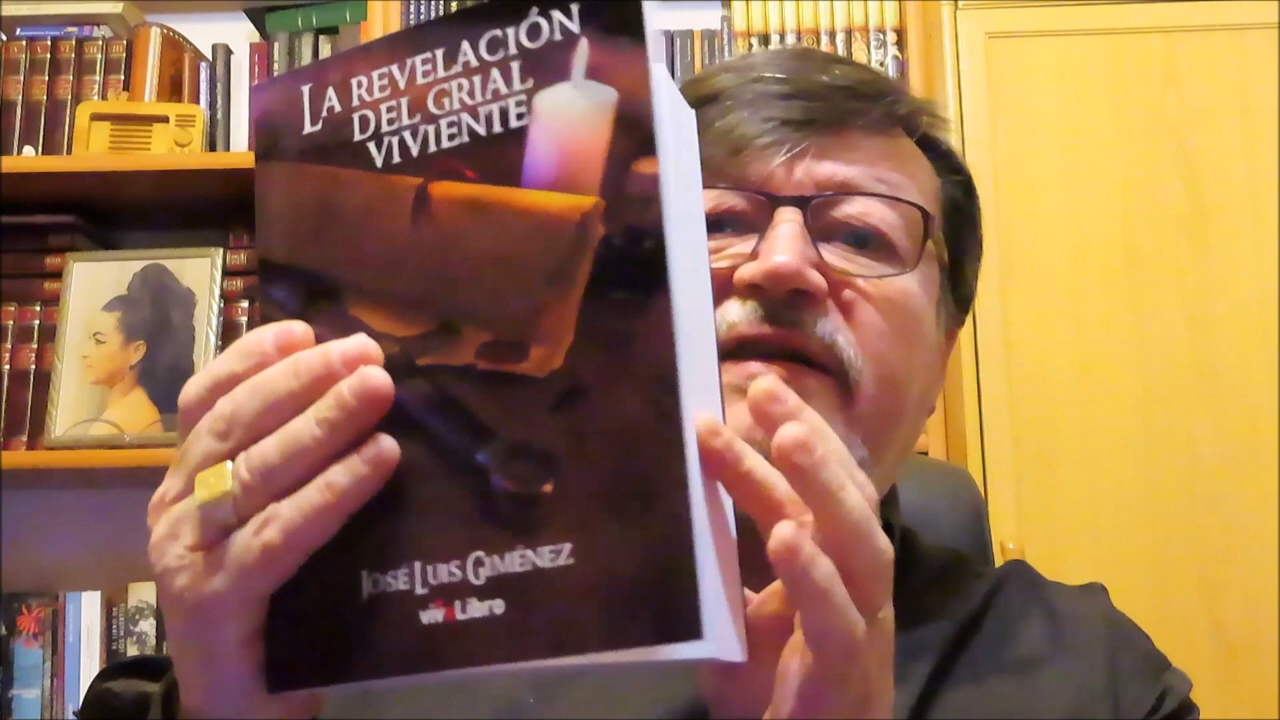 LA REVELACIÓN
DEL GRIAL
VIVIENTE
JOSÉ LUIS GIMÉNEZ
vivaLibro